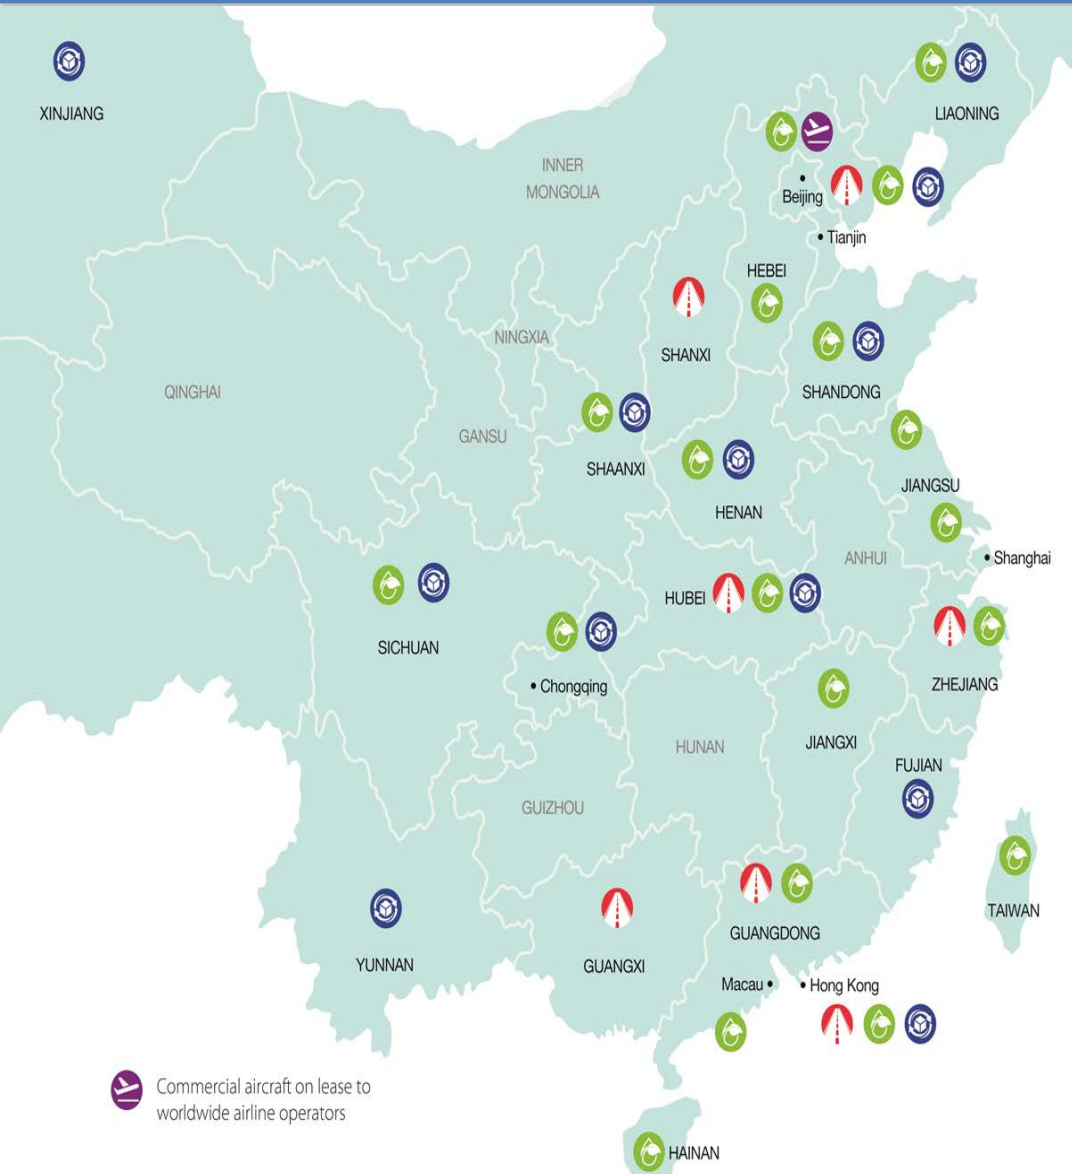 XINJIANG
LIAONING
INNER
MONGOLIA
Beijing
Tianjin
HEBEI
NINGXIA
SHANXI
QINGHAI
SHANDONG
GANSU
SHAANXI
JIANGSU
HENAN
ANHUI
Shanghai
HUBEI
SICHUAN
Chongqing
ZHEJIANG
JIANGXI
HUNAN
FUJIAN
GUIZHOU
TAIWAN
GUANGDONG
YUNNAN
GUANGXI
Macau
Hong Kong
Commercial aircraft on lease to
worldwide airline operators
HAINAN